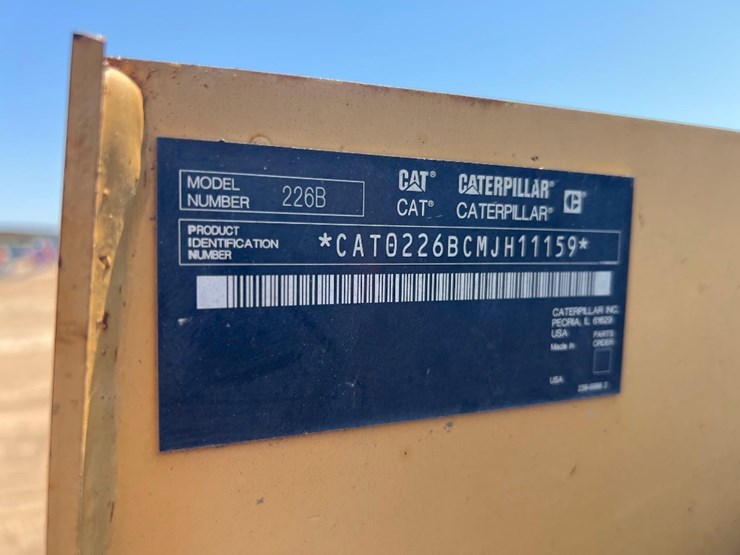 MODEL NUMBER 226B
CAT® CATERPILLAR® C
CAT® CATERPILLAR®
PRODUCT IDENTIFICATION NUMBER *CAT0226BCMJH11159*
CATERPILLAR INC.
PEORIA, IL 61629
USA PARTS
Made in ORDER
USA